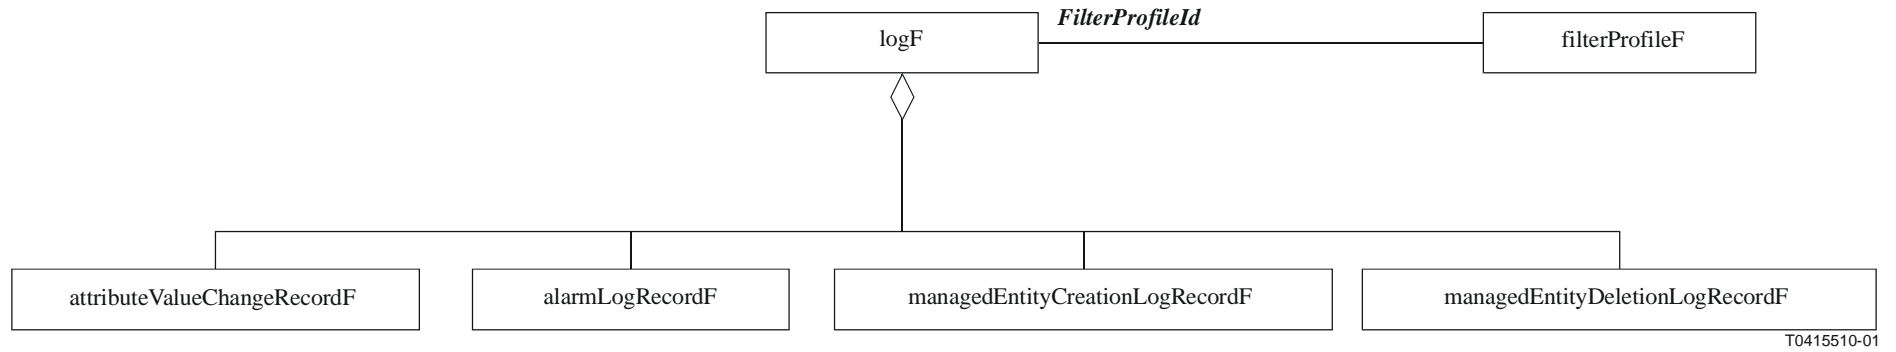 FilterProfileId
logF
filterProfileF
attributeValueChangeRecordF
alarmLogRecordF
managedEntityCreationLogRecordF
managedEntityDeletionLogRecordF
T0415510-01